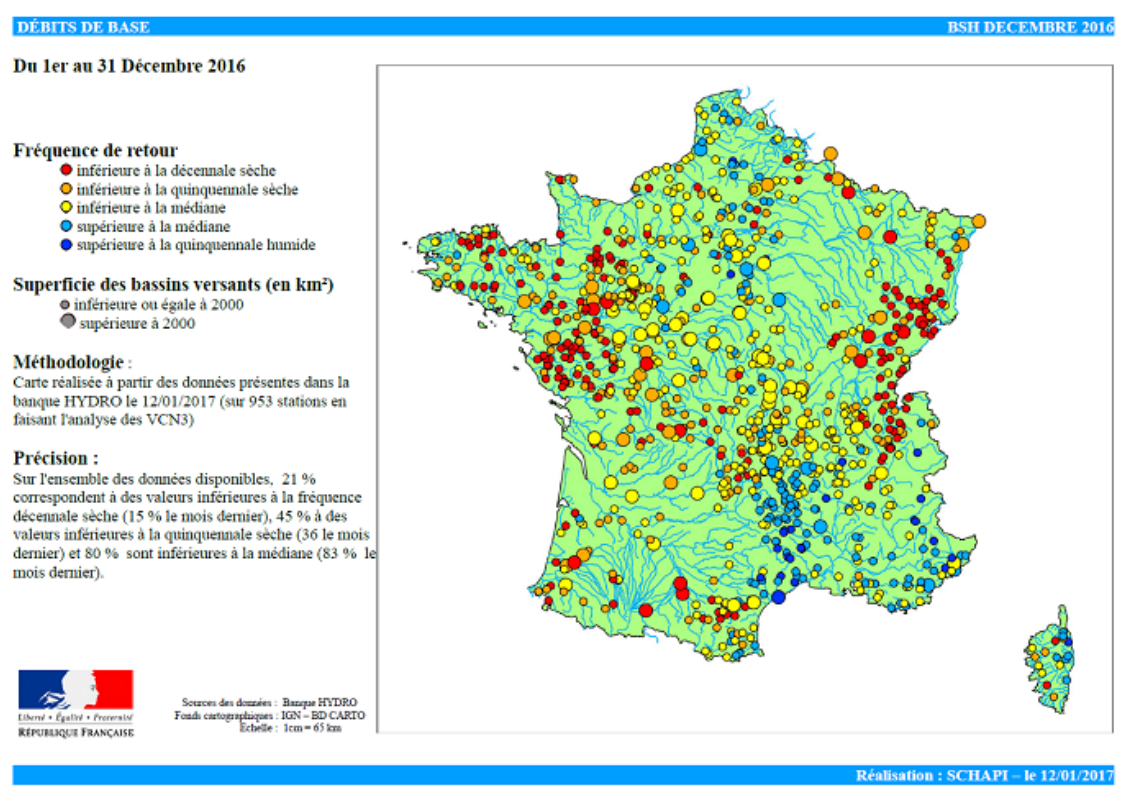 DÉBITS DE BASE
BSH DECEMBRE 2016
Du 1er au 31 Décembre 2016
Fréquence de retour
inférieure à la décennale sèche
inférieure à la quinquennale sèche
inférieure à la médiane
supérieure à la médiane
supérieure à la quinquennale humide
Superficie des bassins versants (en km²)
inférieure ou égale à 2000
supérieure à 2000
Méthodologie :
Carte réalisée à partir des données présentes dans la
banque HYDRO le 12/01/2017 (sur 953 stations en
faisant l'analyse des VCN3)
Précision :
Sur l'ensemble des données disponibles, 21 %
correspondent à des valeurs inférieures à la fréquence
décennale sèche (15 % le mois dernier), 45 % à des
valeurs inférieures à la quinquennale sèche (36 le mois
dernier) et 80 % sont inférieures à la médiane (83 % le
mois dernier).
Liberté • Égalité • Fraternité
RÉPUBLIQUE FRANÇAISE
Sources des données : Banque HYDRO
Fonds cartographiques : IGN – BD CARTO
Echelle : 1cm = 65 km
Réalisation : SCHAPI – le 12/01/2017